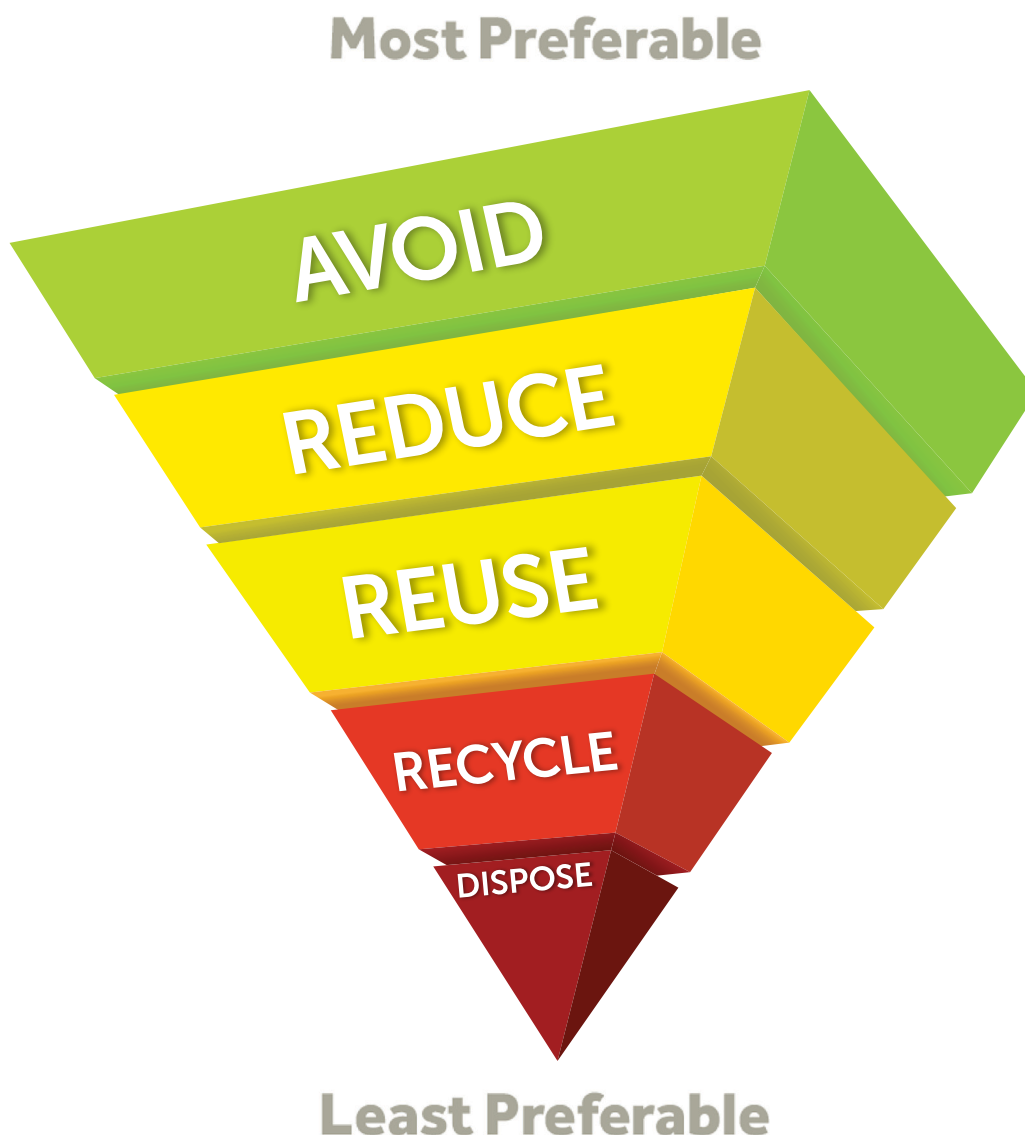 Most Preferable
AVOID
REDUCE
REUSE
RECYCLE
DISPOSE
Least Preferable